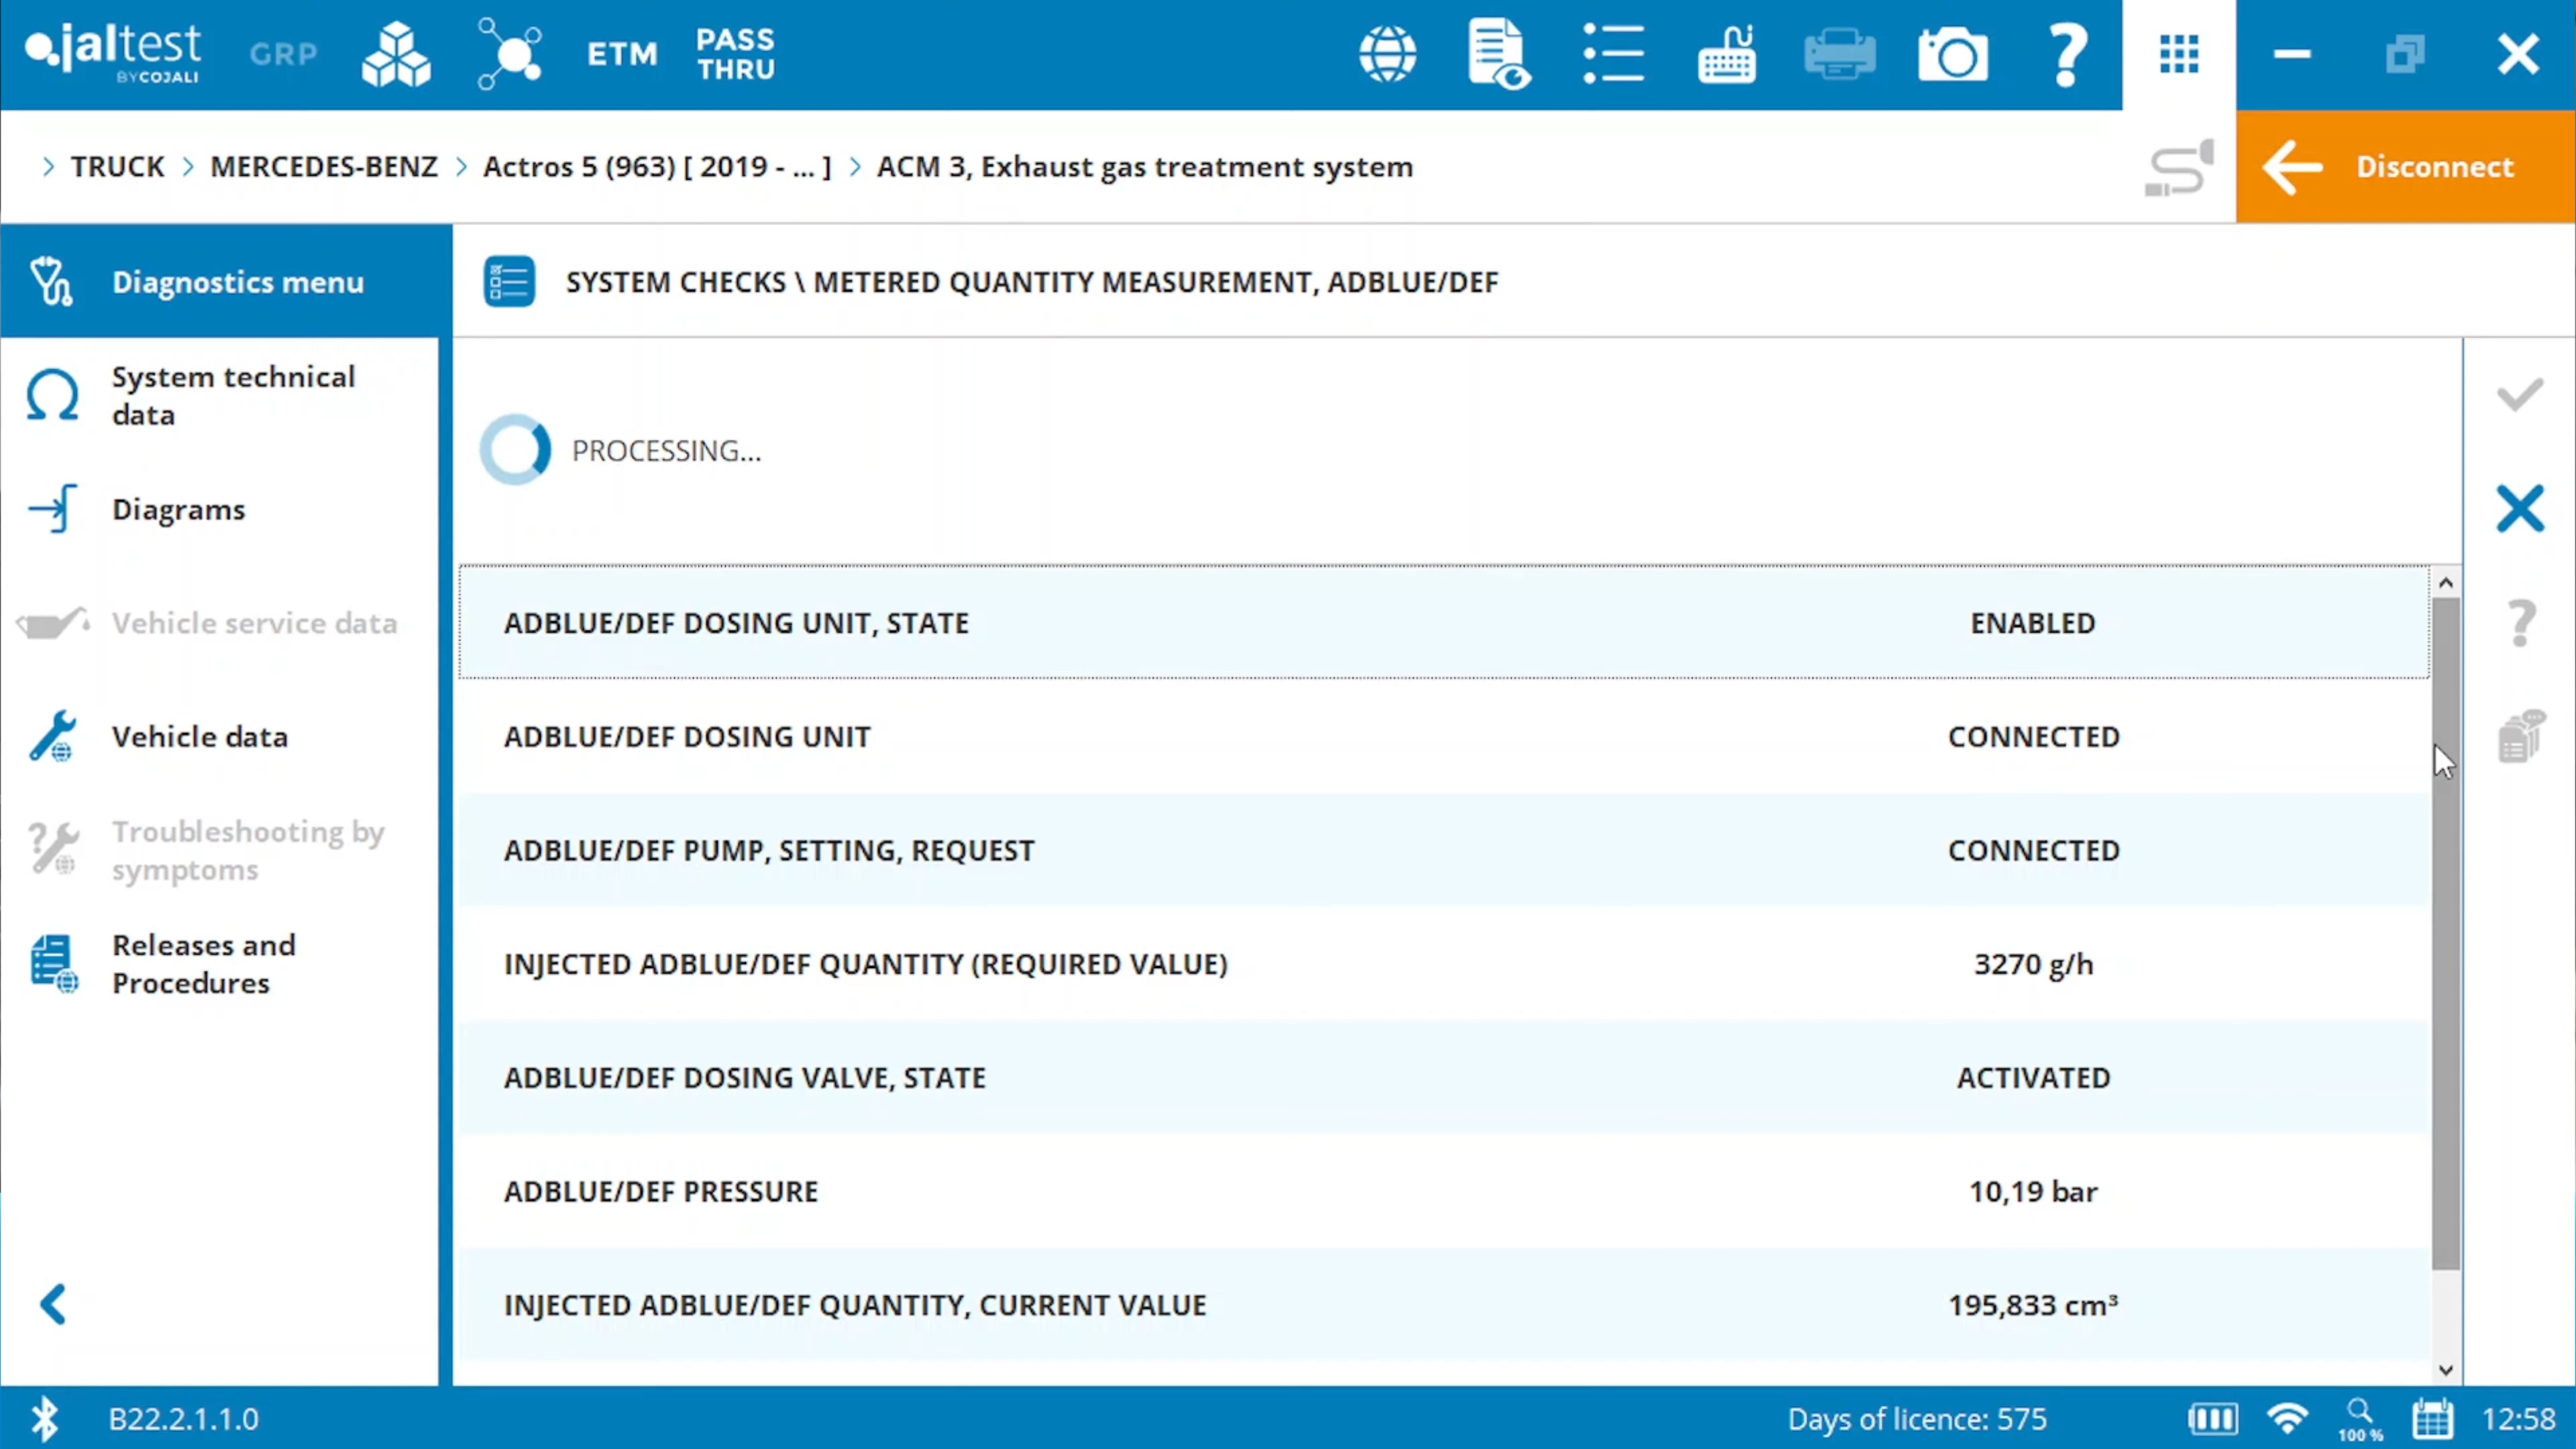 jaltest
BY COJALI
GRP
ETM
PASS
THRU
TRUCK MERCEDES-BENZ Actros 5 (963) [ 2019 - ... ] ACM 3, Exhaust gas treatment system
Disconnect
Diagnostics menu
SYSTEM CHECKS \ METERED QUANTITY MEASUREMENT, ADBLUE/DEF
System technical
data
Diagrams
Vehicle service data
Vehicle data
Troubleshooting by
symptoms
Releases and
Procedures
PROCESSING...
ADBLUE/DEF DOSING UNIT, STATE ENABLED
ADBLUE/DEF DOSING UNIT CONNECTED
ADBLUE/DEF PUMP, SETTING, REQUEST CONNECTED
INJECTED ADBLUE/DEF QUANTITY (REQUIRED VALUE) 3270 g/h
ADBLUE/DEF DOSING VALVE, STATE ACTIVATED
ADBLUE/DEF PRESSURE 10,19 bar
INJECTED ADBLUE/DEF QUANTITY, CURRENT VALUE 195,833 cm³
B22.2.1.1.0
Days of licence: 575
100 %
12:58